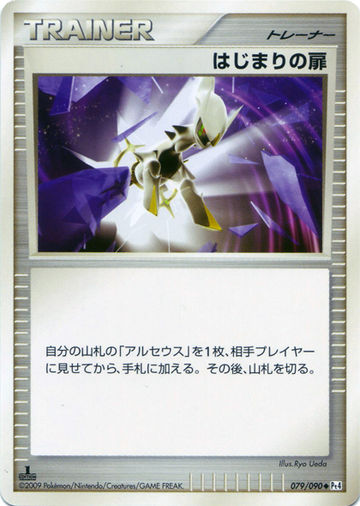 TRAINER
トレーナー
はじまりの扉
自分の山札の「アルセウス」を1枚、相手プレイヤー
に見せてから、手札に加える。その後、山札を切る。
Illus.Ryo Ueda
1
EDITION
©2009 Pokémon/Nintendo/Creatures/GAME FREAK.
079/090 ◆ Pt4